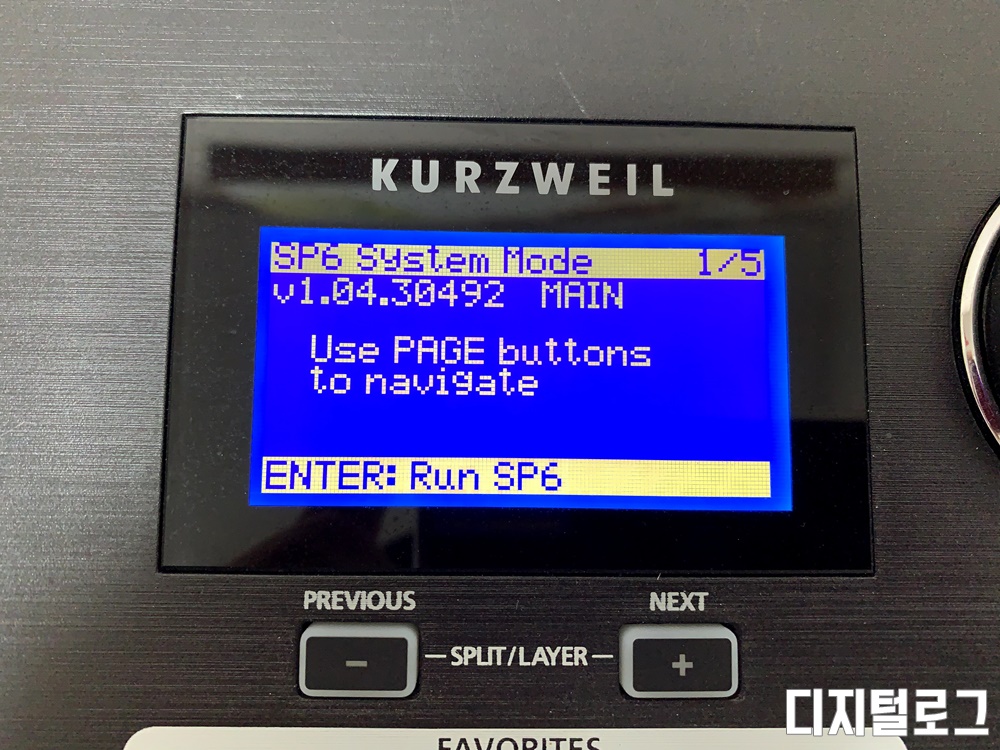 KURZWEIL
SP6 System Mode 1/5
v1.04.30492 MAIN
Use PAGE buttons
to navigate
ENTER: Run SP6
PREVIOUS NEXT
− SPLIT/LAYER +
디지털로그
FAVORITES